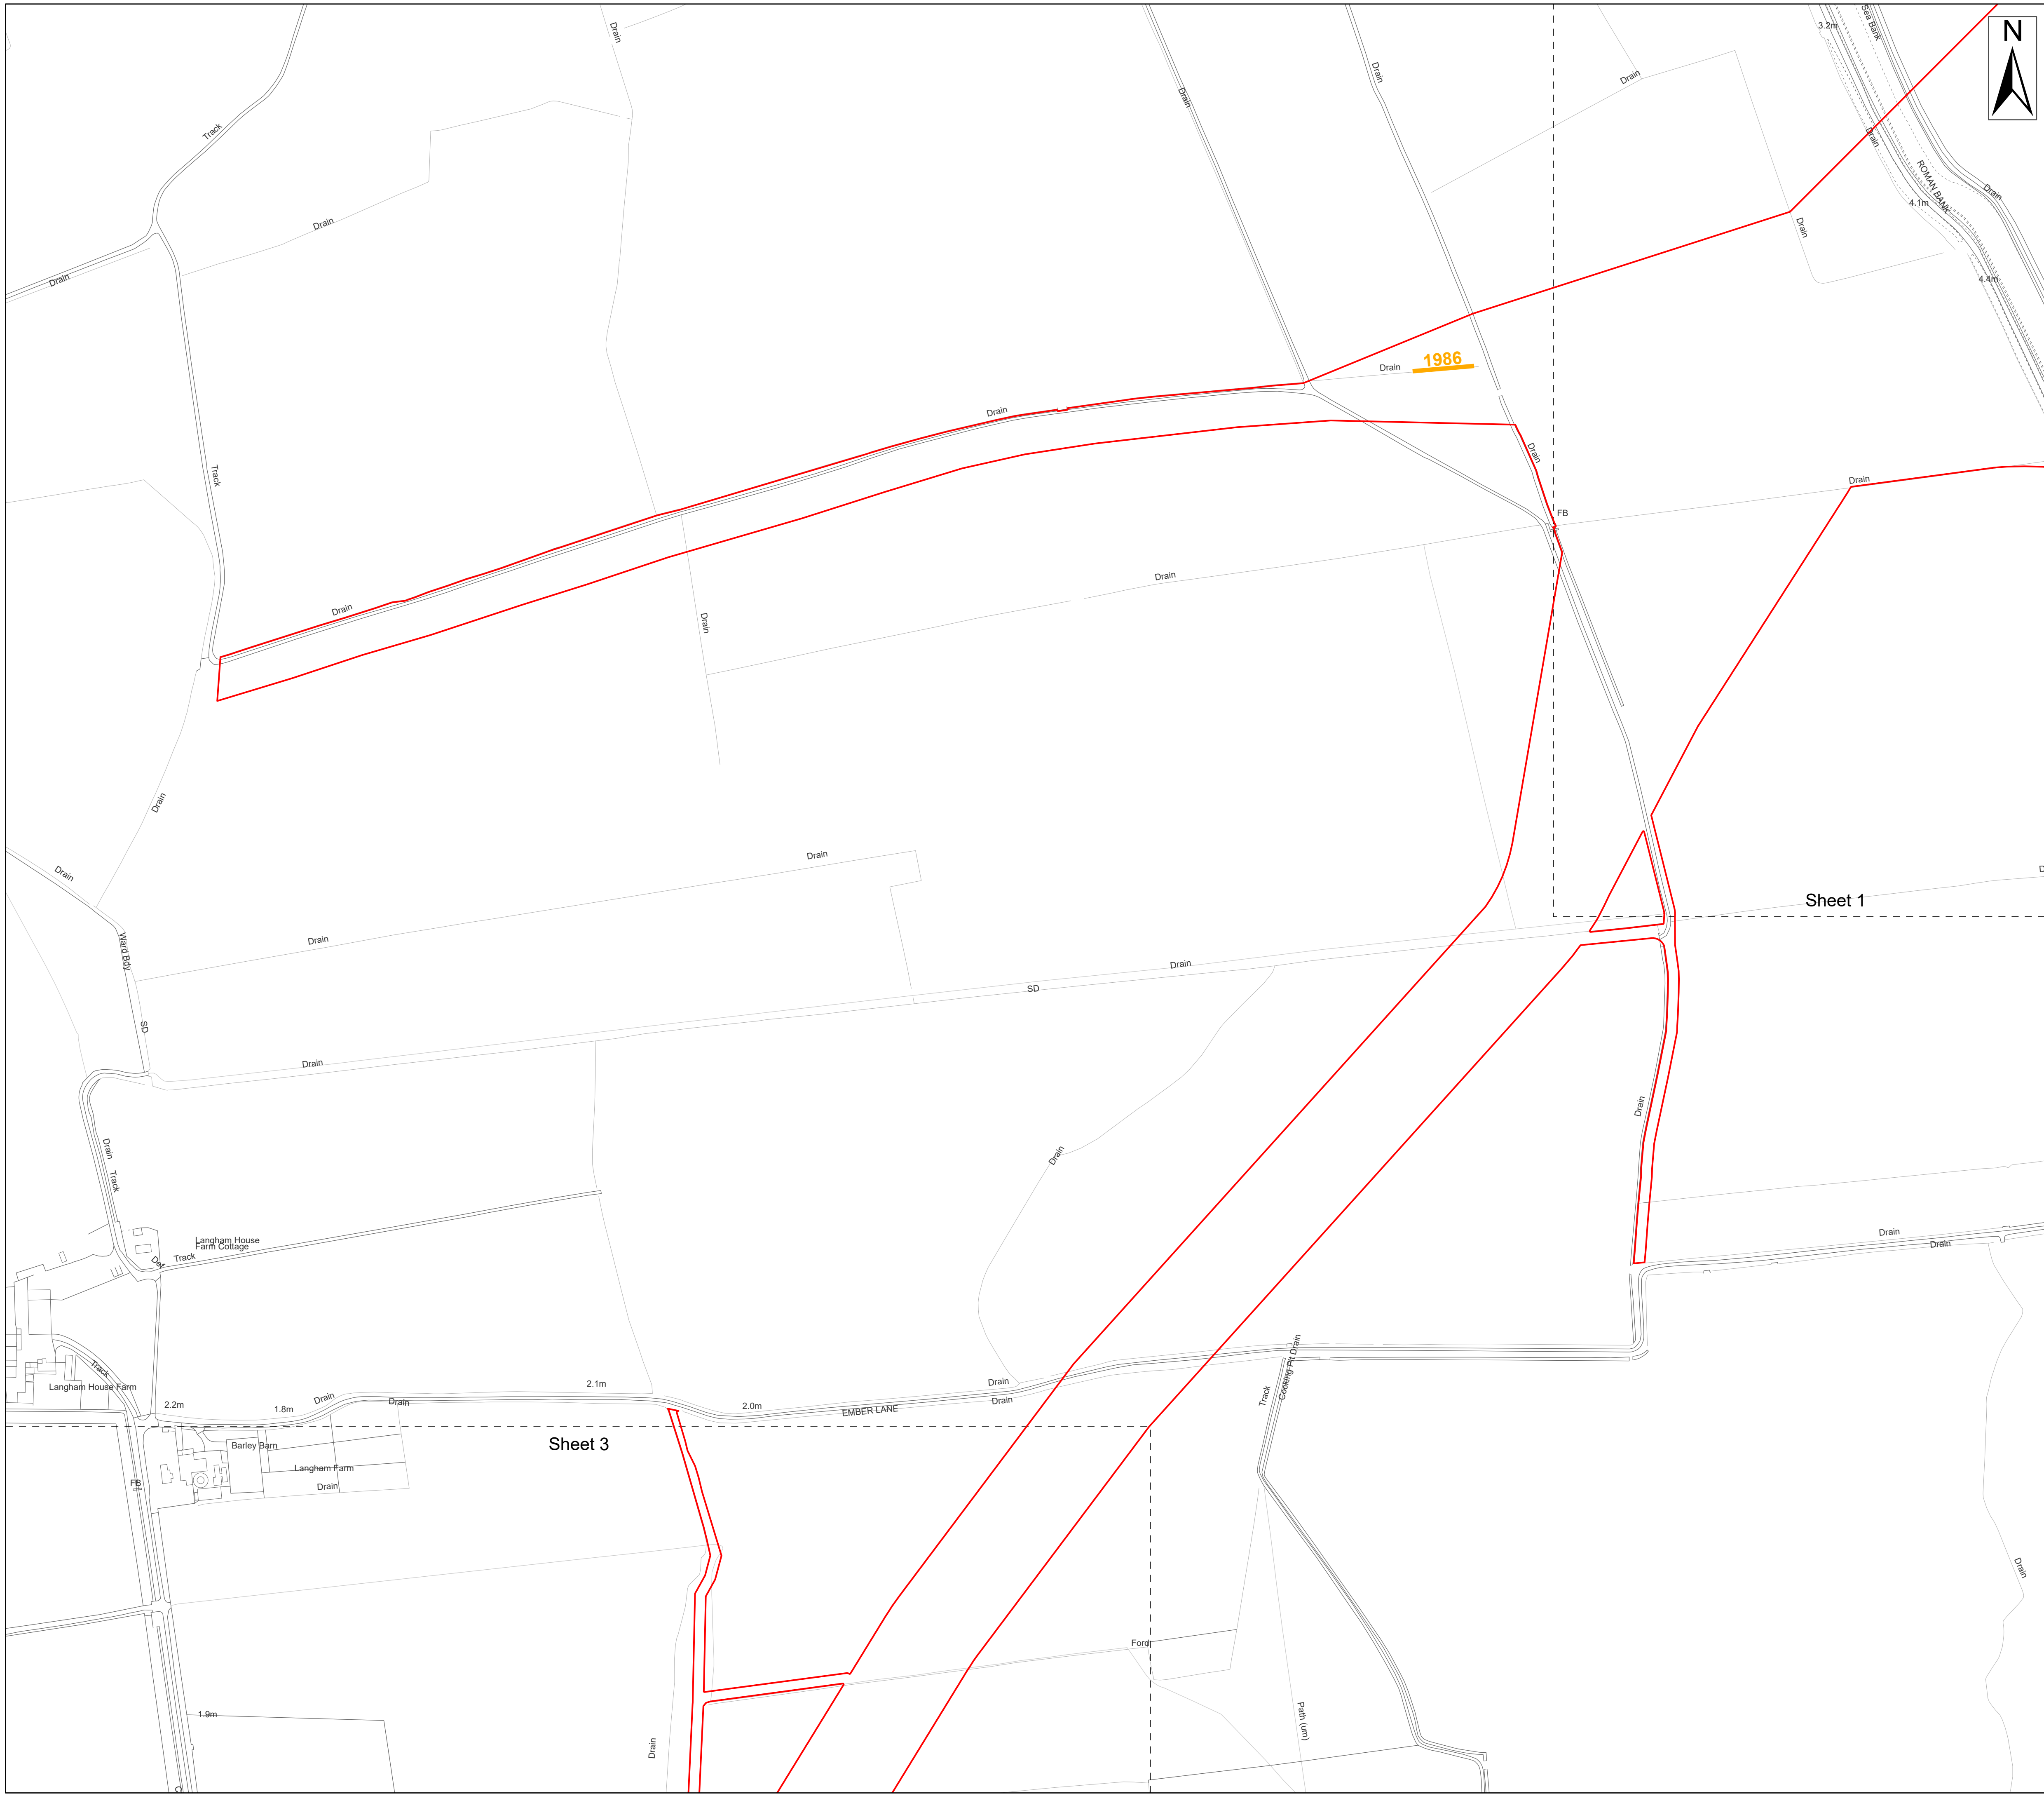 Drain
3.2m
Sea Bank
N
Drain
Drain
Drain
Track
Drain
ROMAN BANK
Drain
4.1m
Drain
Drain
Drain
4.4m
1986
Drain
Drain
Track
Drain
Drain
FB
Drain
Drain
Drain
Drain
Drain
Drain
D
Sheet 1
Ward Bdy
Drain
Drain
SD
SD
Drain
Drain
Drain
Drain
Track
Drain
Langham House
Farm Cottage
Def
Track
Drain
Drain
Cocking Pit Drain
Track
Langham House Farm
Drain
2.1m
Drain
Track
2.2m
1.8m
Drain
Drain
2.0m
EMBER LANE
Drain
Sheet 3
Barley Barn
Langham Farm
FB
Drain
Drain
Ford
1.9m
Path (um)
Drain
C